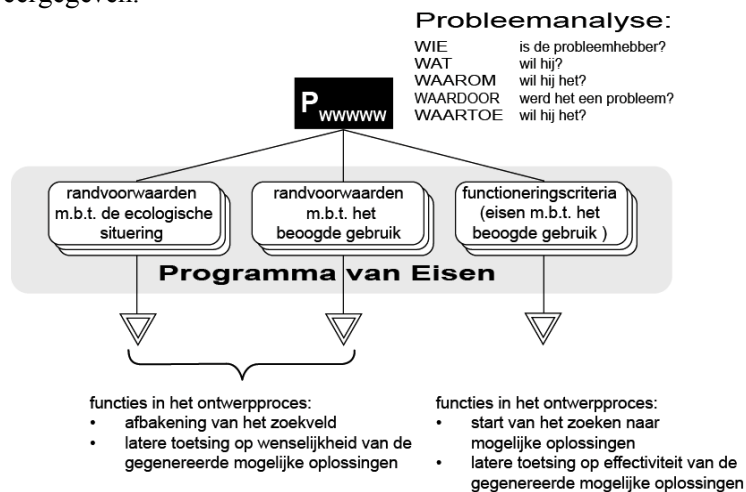 Probleemanalyse:
WIE is de probleemhebber?
WAT wil hij?
WAAROM wil hij het?
WAARDOOR werd het een probleem?
WAARTOE wil hij het?
P wwwww
randvoorwaarden
m.b.t. de ecologische
situering
randvoorwaarden
m.b.t. het
beoogde gebruik
functioneringscriteria
(eisen m.b.t. het
beoogde gebruik )
Programma van Eisen
functies in het ontwerpproces:
• afbakening van het zoekveld
• latere toetsing op wenselijkheid van de
gegenereerde mogelijke oplossingen
functies in het ontwerpproces:
• start van het zoeken naar
mogelijke oplossingen
• latere toetsing op effectiviteit van de
gegenereerde mogelijke oplossingen